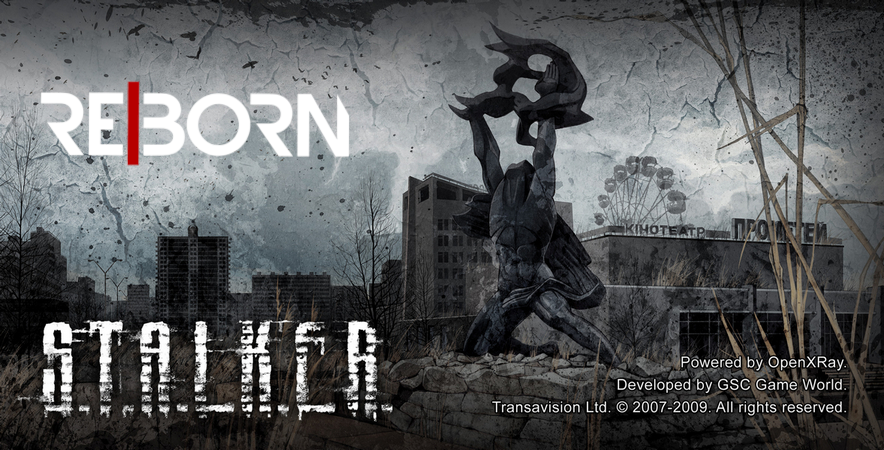 RE|BORN
КІНОТЕАТР
ПРОМЕТЕЙ
S.T.A.L.K.E.R.
Powered by OpenXRay.
Developed by GSC Game World.
Transavision Ltd. © 2007-2009. All rights reserved.